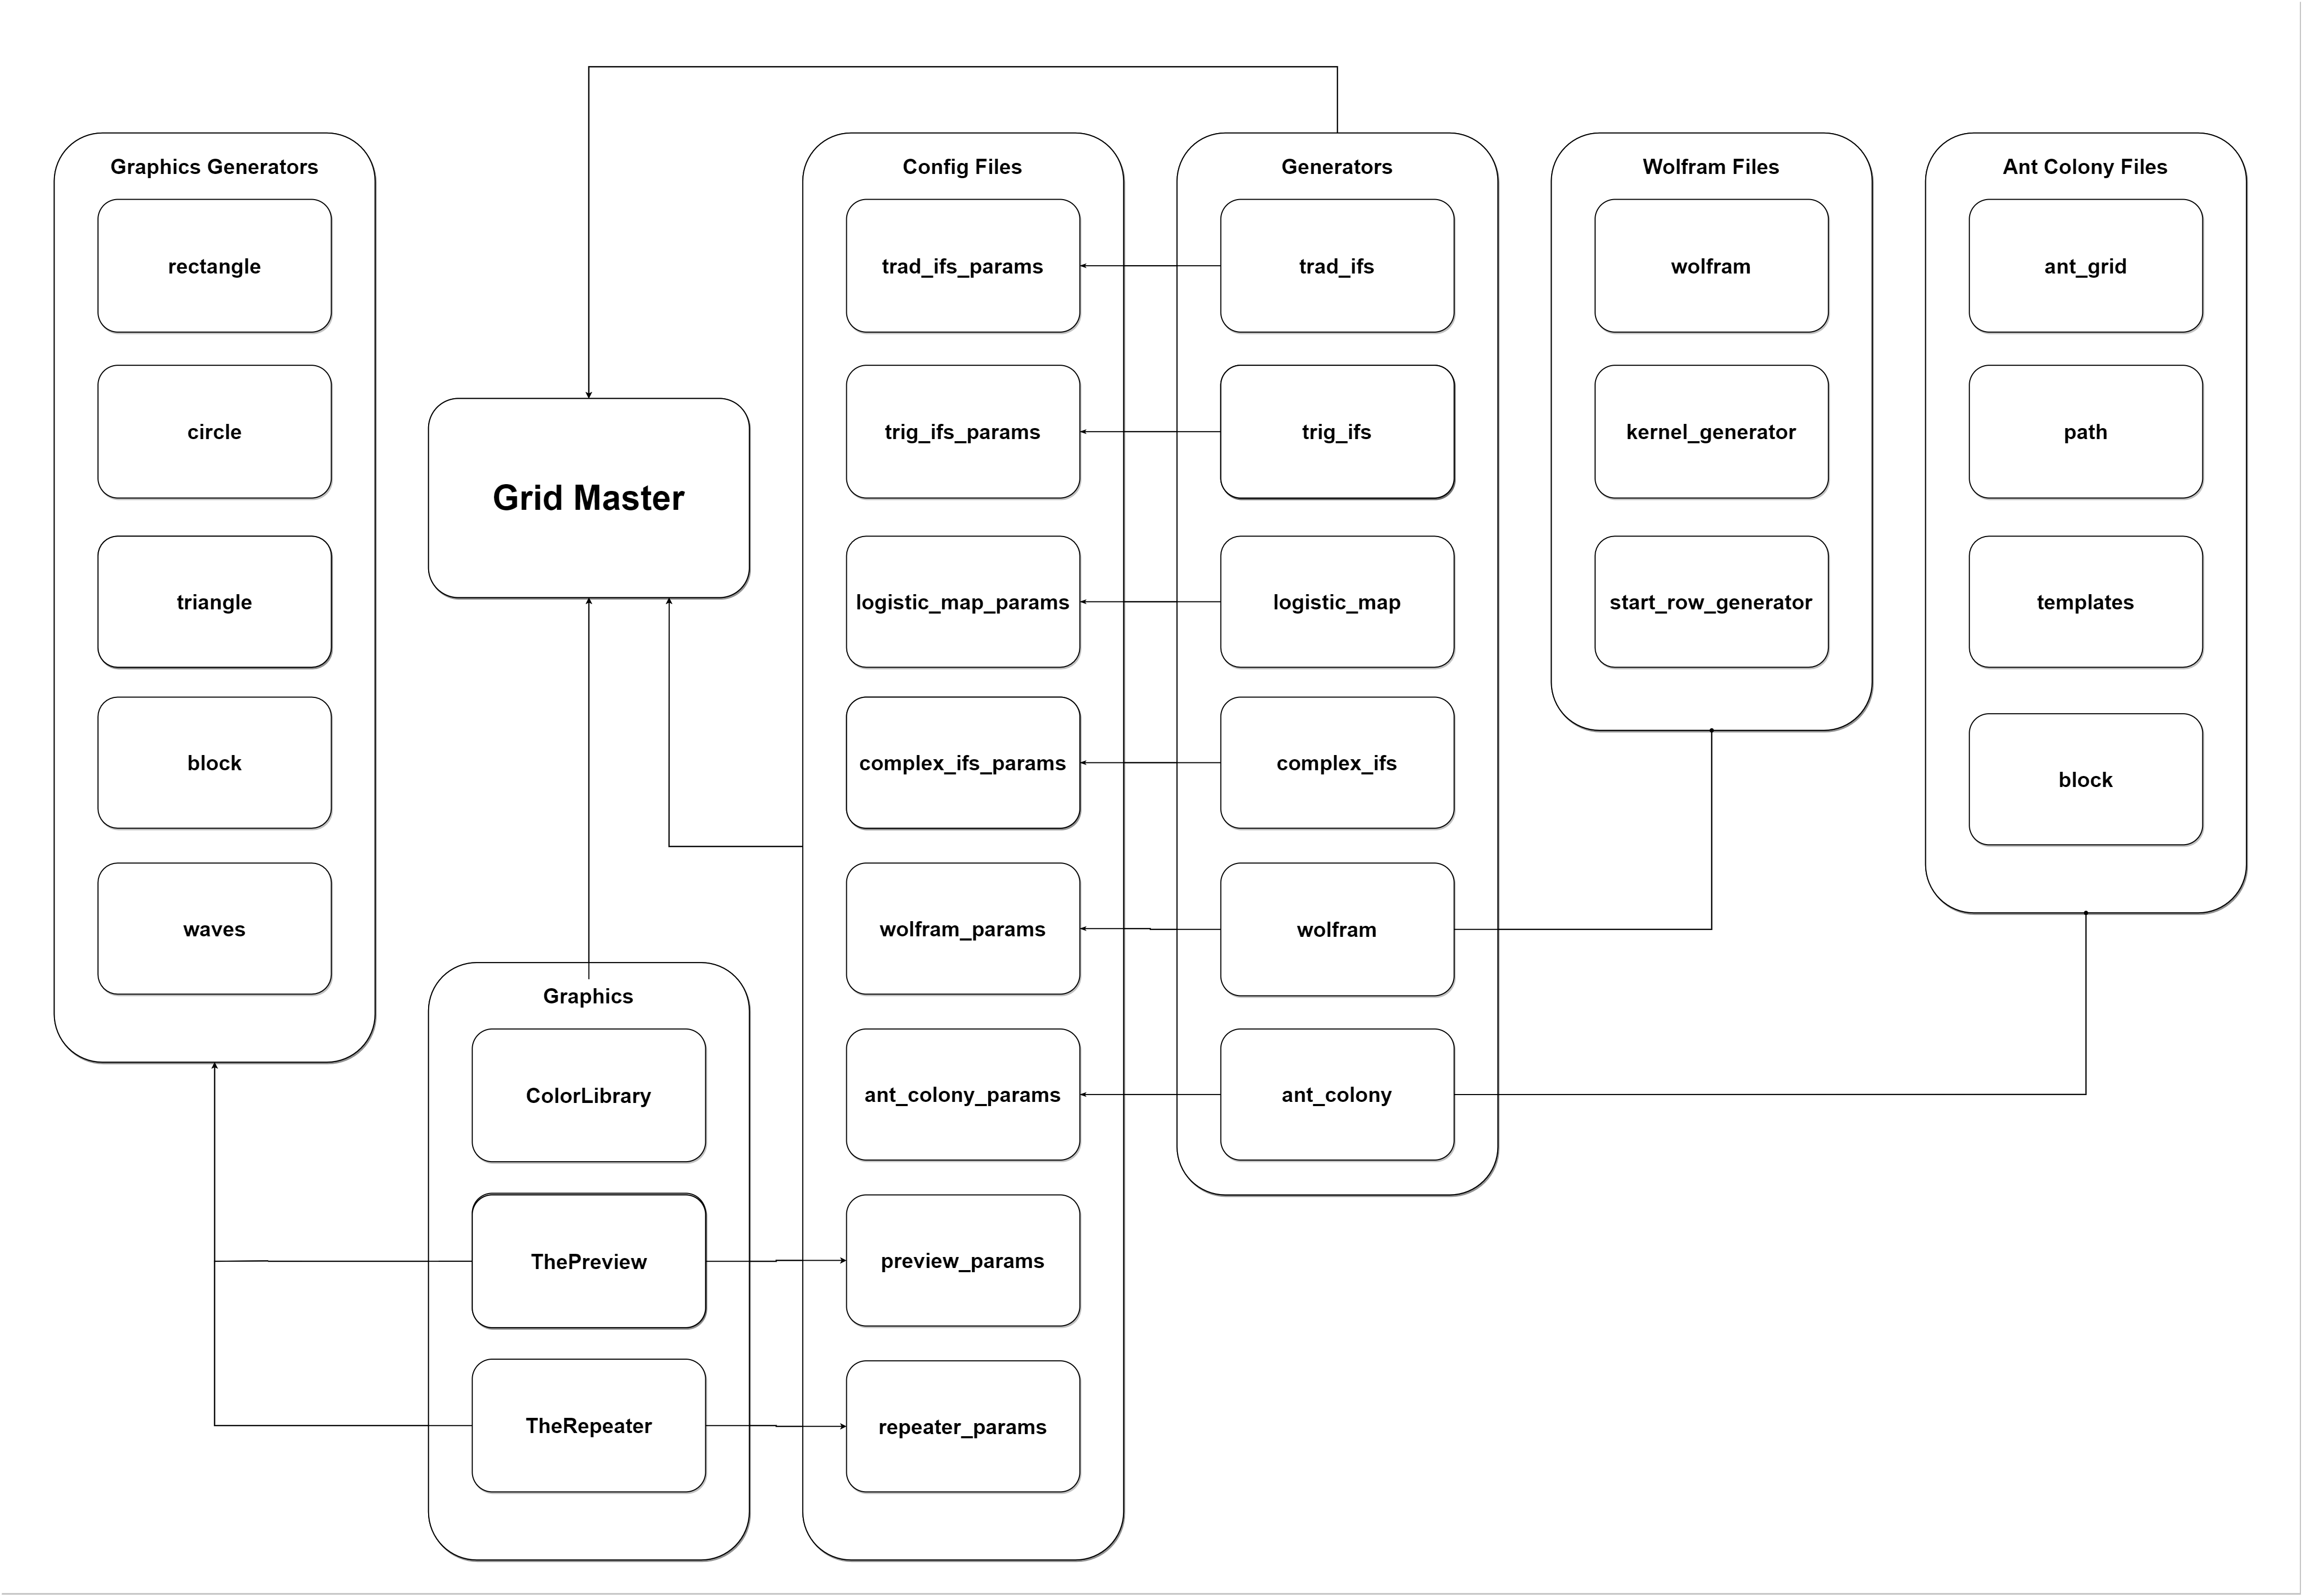 Graphics Generators
rectangle
circle
triangle
block
waves
Grid Master
Graphics
ColorLibrary
ThePreview
TheRepeater
Config Files
trad_ifs_params
trig_ifs_params
logistic_map_params
complex_ifs_params
wolfram_params
ant_colony_params
preview_params
repeater_params
Generators
trad_ifs
trig_ifs
logistic_map
complex_ifs
wolfram
ant_colony
Wolfram Files
wolfram
kernel_generator
start_row_generator
Ant Colony Files
ant_grid
path
templates
block